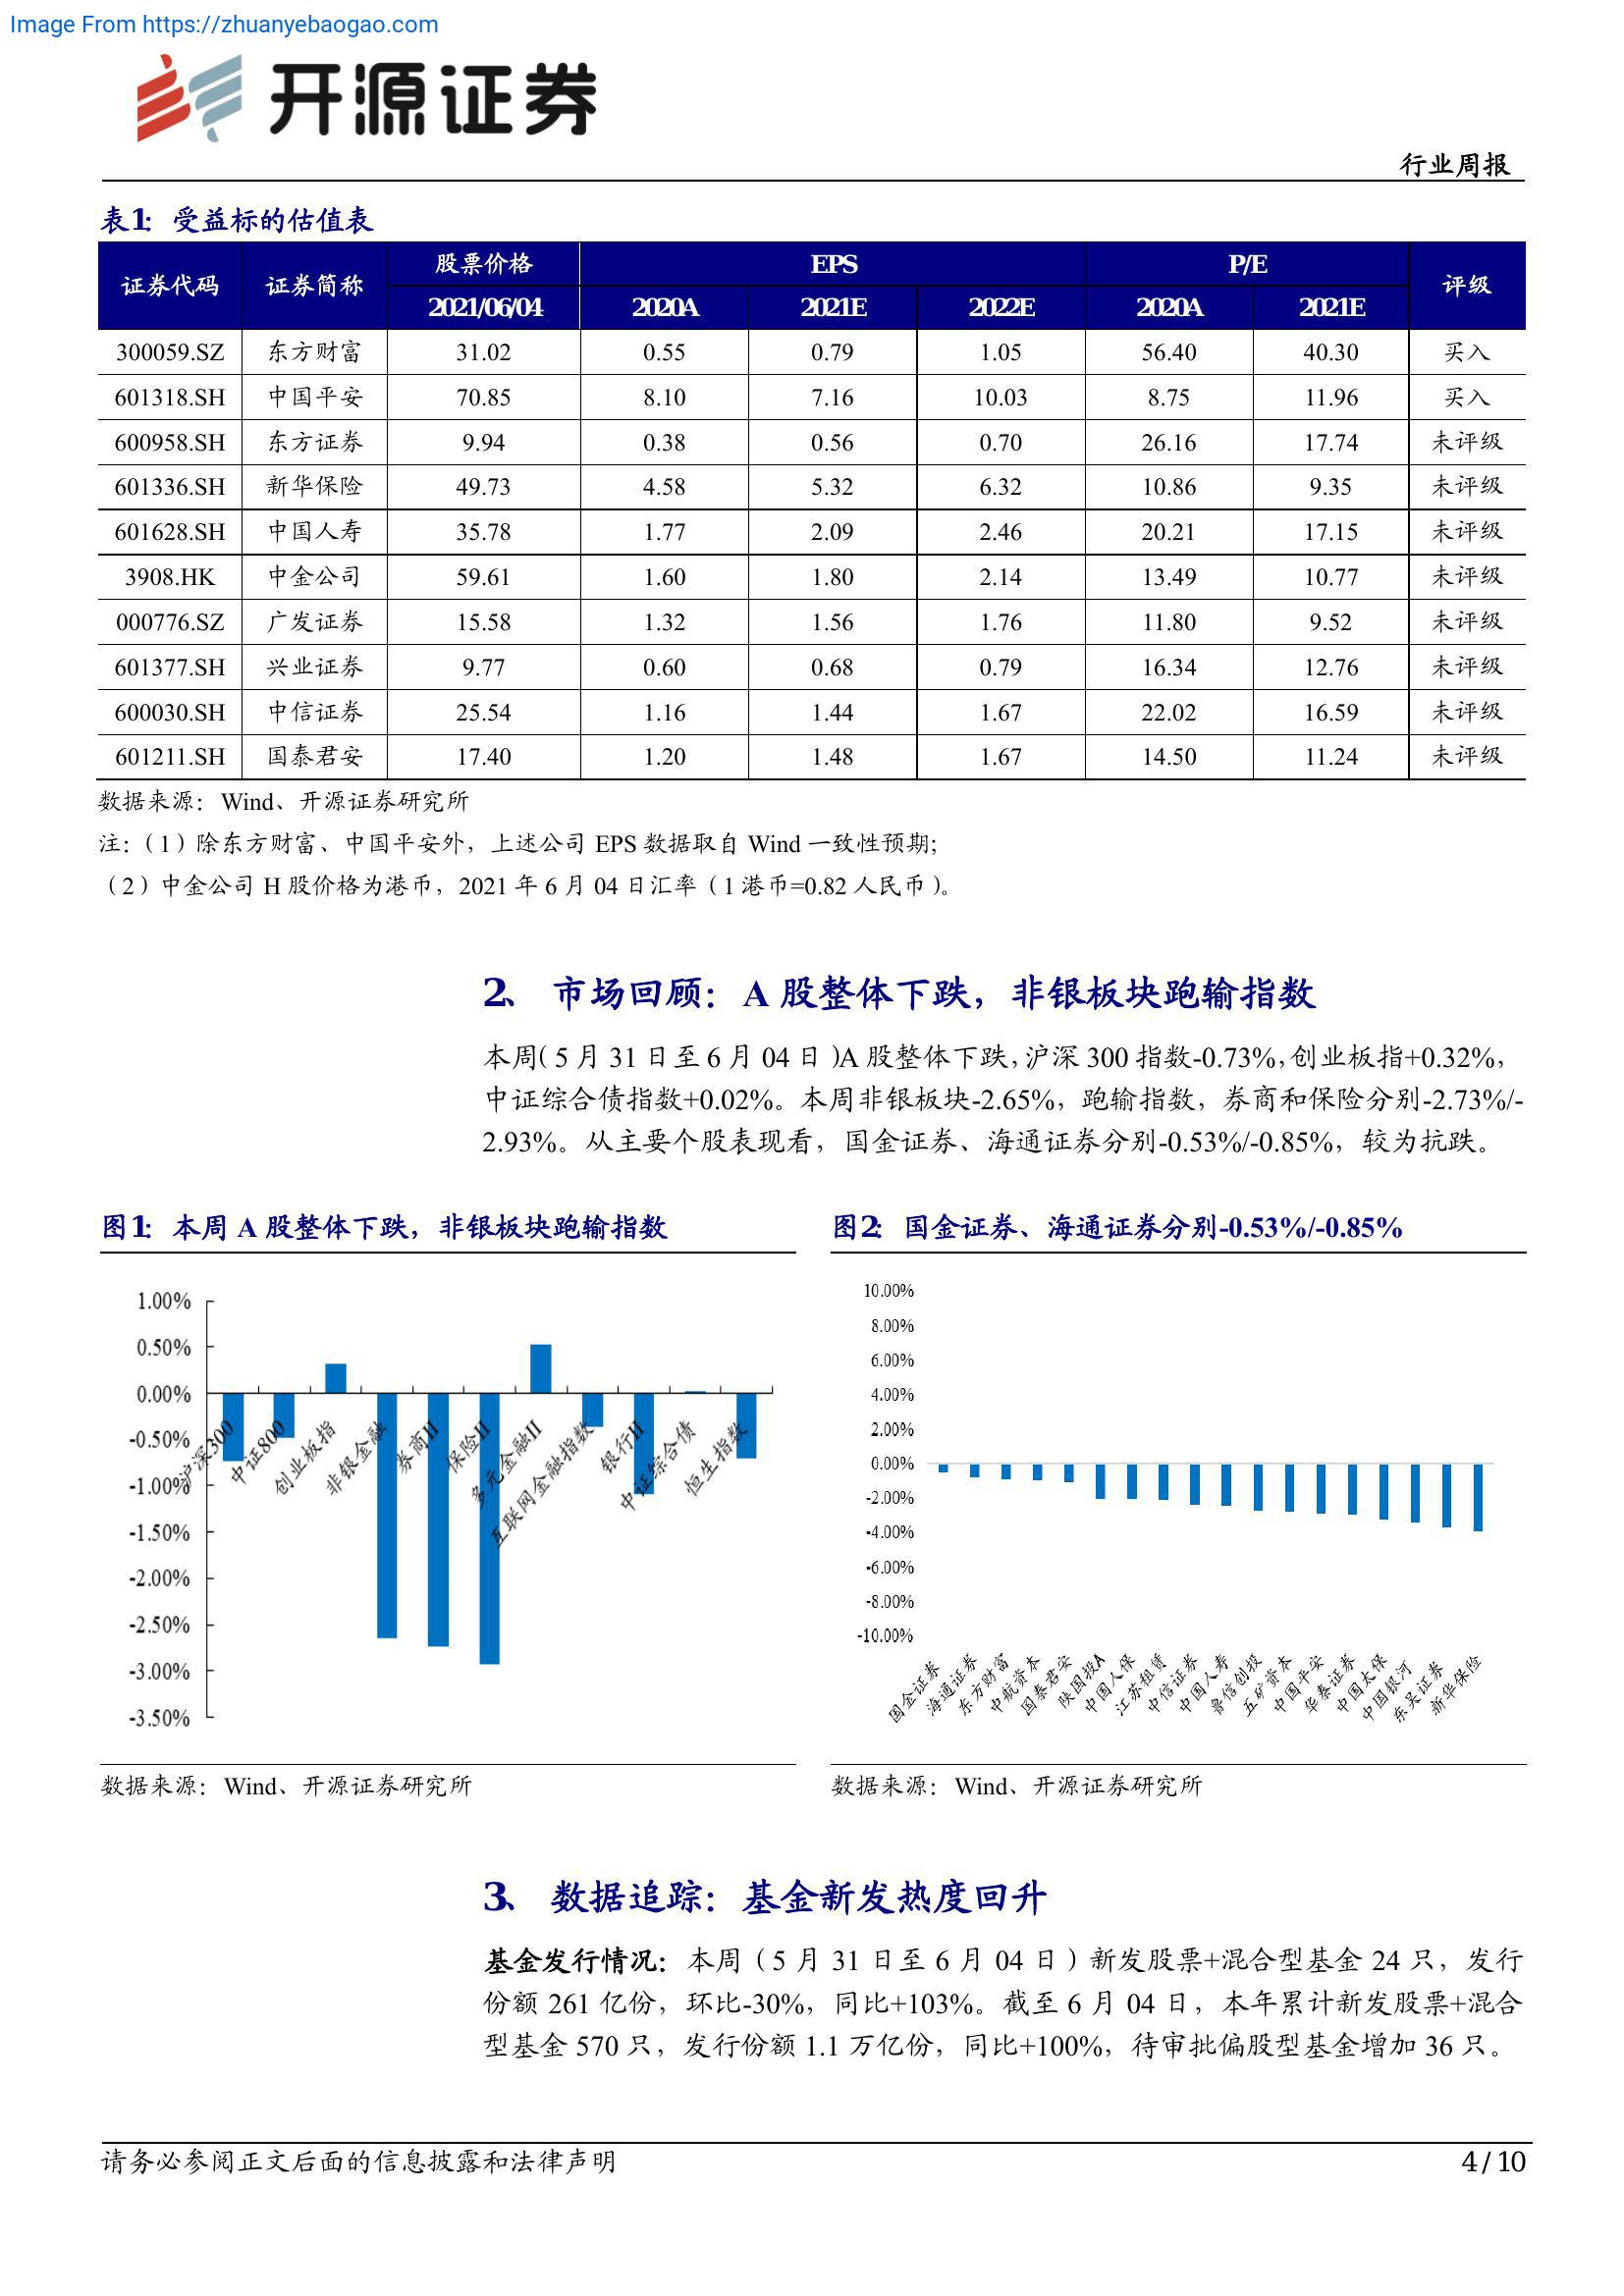 Image From https://zhuanyebaogao.com
开源证券
行业周报
表1： 受益标的估值表
证券代码 证券简称 股票价格 EPS P/E 评级
2021/06/04 2020A 2021E 2022E 2020A 2021E
300059.SZ 东方财富 31.02 0.55 0.79 1.05 56.40 40.30 买入
601318.SH 中国平安 70.85 8.10 7.16 10.03 8.75 11.96 买入
600958.SH 东方证券 9.94 0.38 0.56 0.70 26.16 17.74 未评级
601336.SH 新华保险 49.73 4.58 5.32 6.32 10.86 9.35 未评级
601628.SH 中国人寿 35.78 1.77 2.09 2.46 20.21 17.15 未评级
3908.HK 中金公司 59.61 1.60 1.80 2.14 13.49 10.77 未评级
000776.SZ 广发证券 15.58 1.32 1.56 1.76 11.80 9.52 未评级
601377.SH 兴业证券 9.77 0.60 0.68 0.79 16.34 12.76 未评级
600030.SH 中信证券 25.54 1.16 1.44 1.67 22.02 16.59 未评级
601211.SH 国泰君安 17.40 1.20 1.48 1.67 14.50 11.24 未评级
数据来源：Wind、开源证券研究所
注：（1）除东方财富、中国平安外，上述公司 EPS 数据取自 Wind 一致性预期；
（2）中金公司 H 股价格为港币，2021 年 6 月 04 日汇率（1 港币=0.82 人民币）。
2、 市场回顾：A 股整体下跌，非银板块跑输指数
本周（5 月 31 日至 6 月 04 日）A 股整体下跌，沪深 300 指数-0.73%，创业板指+0.32%，
中证综合债指数+0.02%。本周非银板块-2.65%，跑输指数，券商和保险分别-2.73%/-
2.93%。从主要个股表现看，国金证券、海通证券分别-0.53%/-0.85%，较为抗跌。
图1： 本周 A 股整体下跌，非银板块跑输指数
1.00%
0.50%
0.00%
-0.50%
-1.00%
-1.50%
-2.00%
-2.50%
-3.00%
-3.50%
沪深300
中证800
创业板指
非银金融
券商II
保险II
多元金融II
互联网金融指数
银行II
中证综合债
恒生指数
数据来源：Wind、开源证券研究所
图2： 国金证券、海通证券分别-0.53%/-0.85%
10.00%
8.00%
6.00%
4.00%
2.00%
0.00%
-2.00%
-4.00%
-6.00%
-8.00%
-10.00%
国金证券
海通证券
东方财富
中航资本
国泰君安
陕国投A
中国人保
江苏租赁
中信证券
中国人寿
鲁信创投
五矿资本
中国平安
华泰证券
中国太保
中国银河
东吴证券
新华保险
数据来源：Wind、开源证券研究所
3、 数据追踪：基金新发热度回升
基金发行情况：本周（5 月 31 日至 6 月 04 日）新发股票+混合型基金 24 只，发行
份额 261 亿份，环比-30%，同比+103%。截至 6 月 04 日，本年累计新发股票+混合
型基金 570 只，发行份额 1.1 万亿份，同比+100%，待审批偏股型基金增加 36 只。
请务必参阅正文后面的信息披露和法律声明
4 / 10